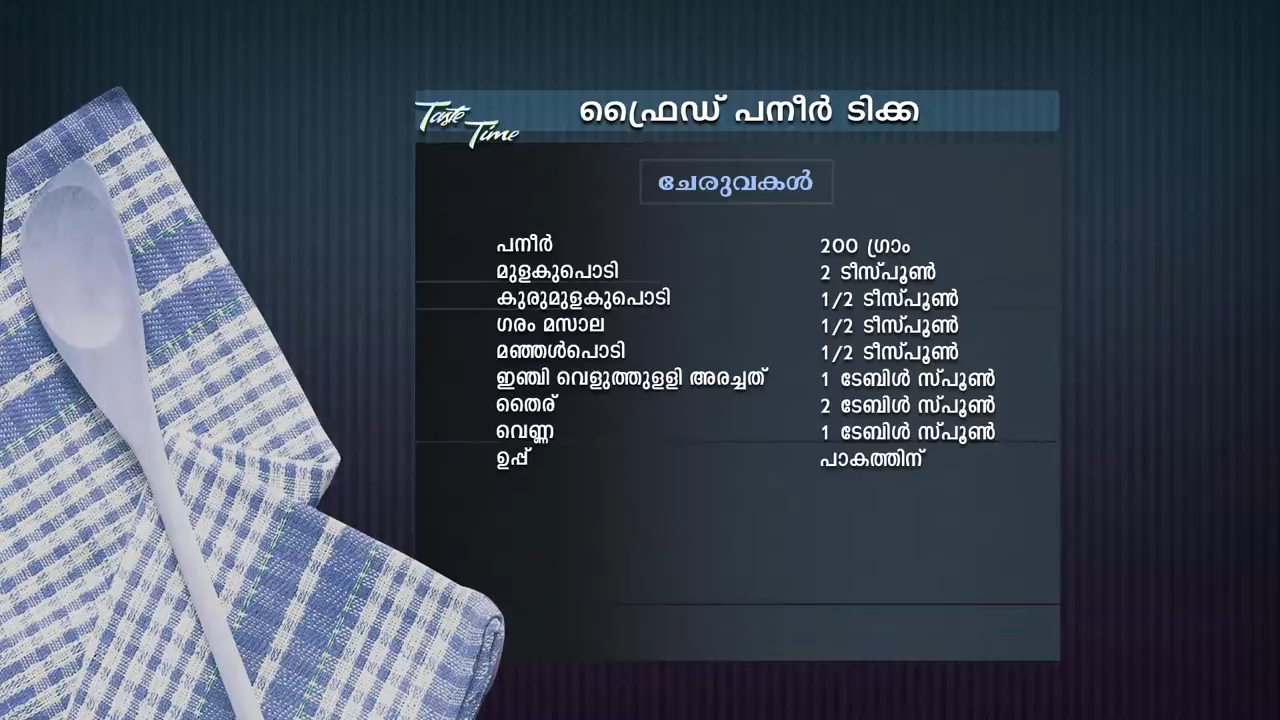 Taste Time
ഫ്രൈഡ് പനീർ ടിക്ക
ചേരുവകൾ
പനീർ 200 ഗ്രാം
മുളകുപൊടി 2 ടീസ്പൂൺ
കുരുമുളകുപൊടി 1/2 ടീസ്പൂൺ
ഗരം മസാല 1/2 ടീസ്പൂൺ
മഞ്ഞൾപൊടി 1/2 ടീസ്പൂൺ
ഇഞ്ചി വെളുത്തുളളി അരച്ചത് 1 ടേബിൾ സ്പൂൺ
തൈര് 2 ടേബിൾ സ്പൂൺ
വെണ്ണ 1 ടേബിൾ സ്പൂൺ
ഉപ്പ് പാകത്തിന്